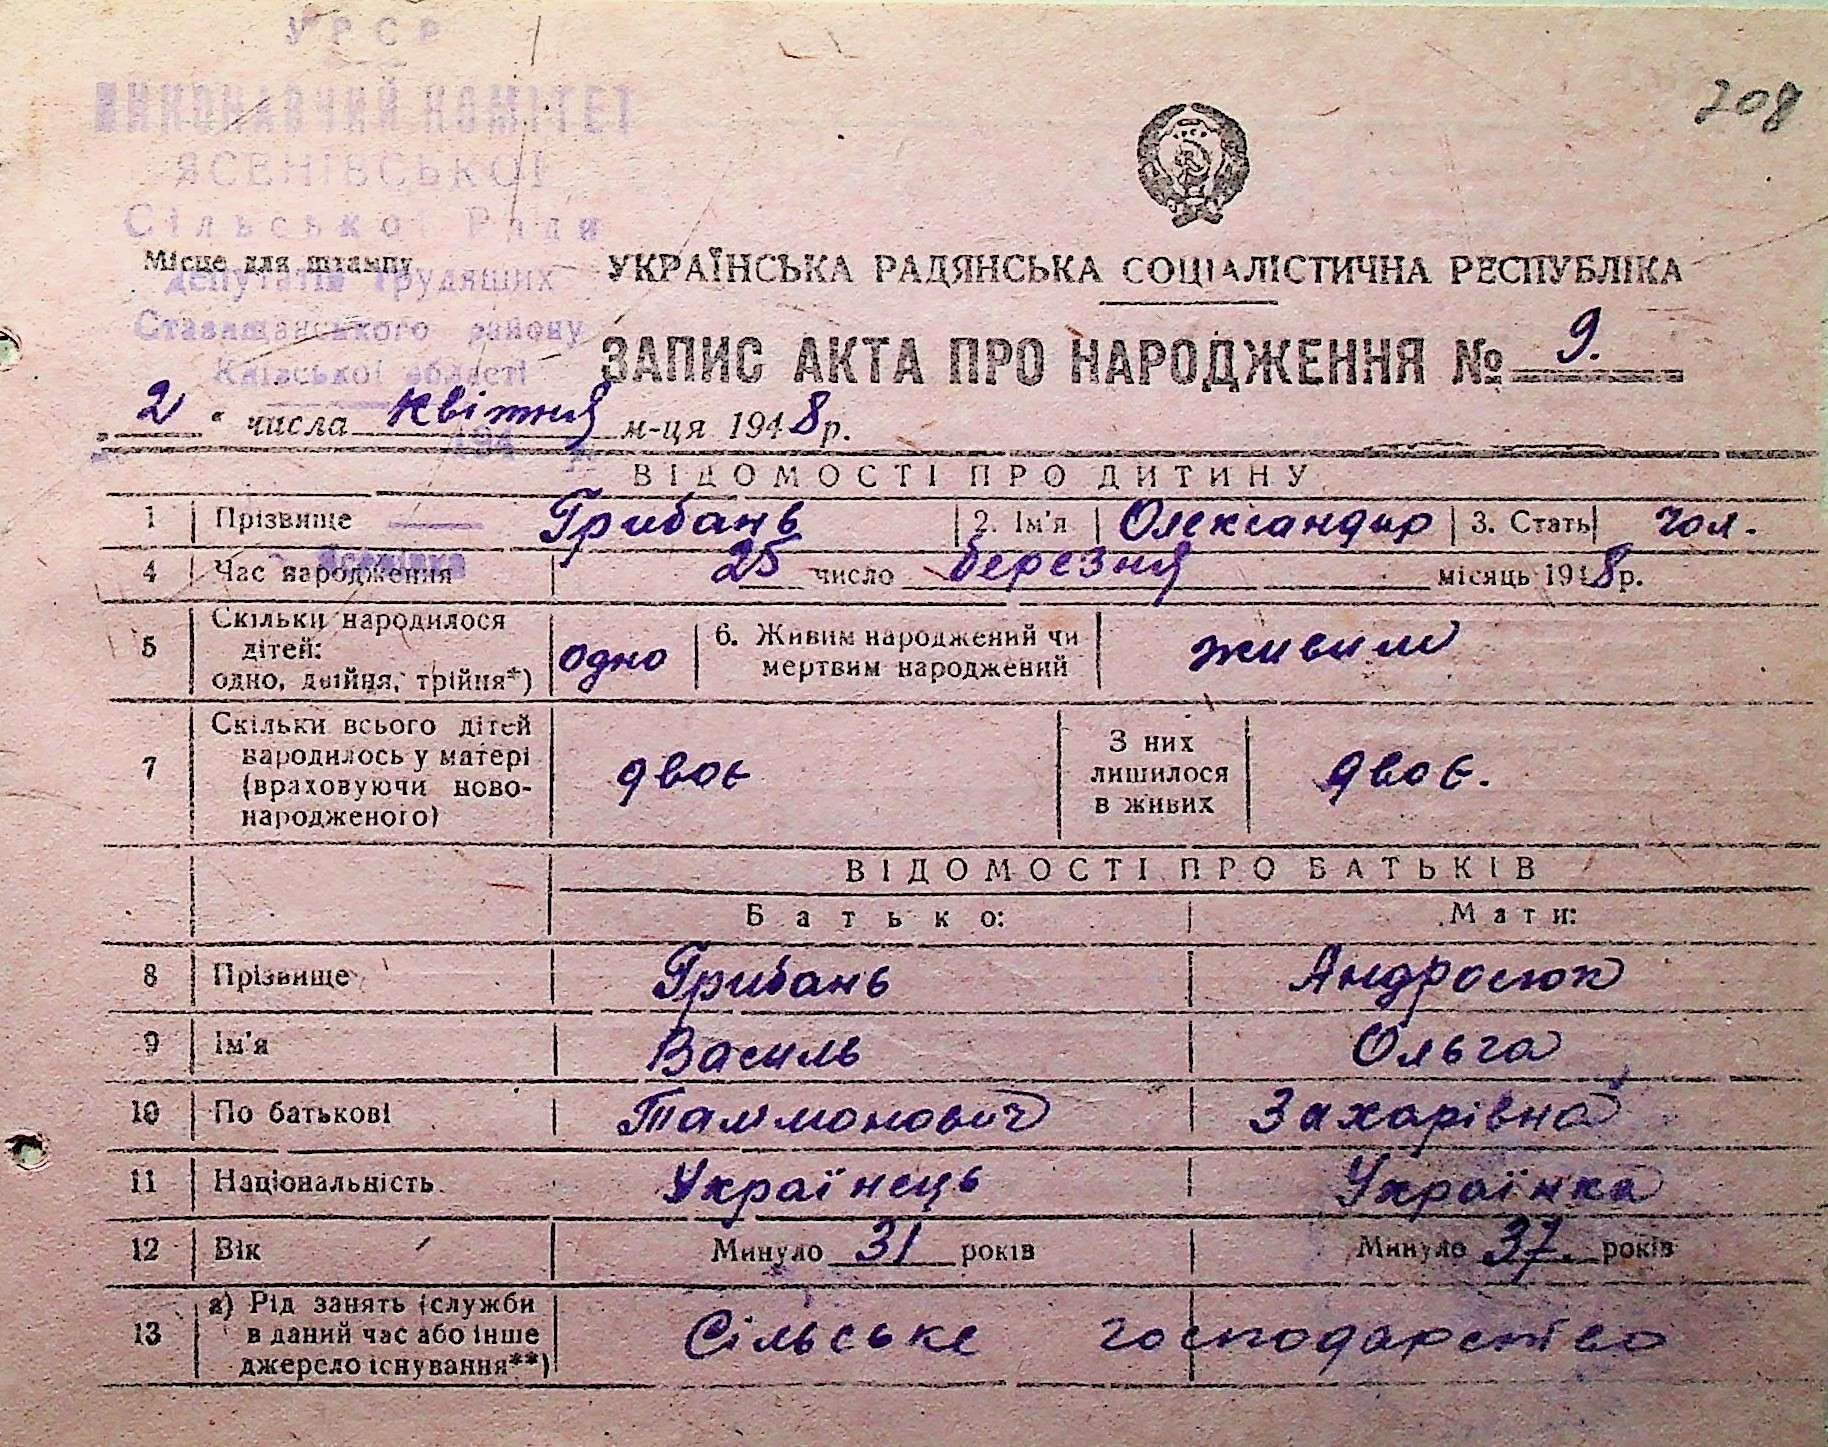 УРСР
ВИКОНАВЧИЙ КОМІТЕТ
ЯСЕНІВСЬКОЇ
Сільської Ради
депутатів трудящих
Ставищанського району
Київської області
194
Ясенівка
208
Місце для штампу
УКРАЇНСЬКА РАДЯНСЬКА СОЦІАЛІСТИЧНА РЕСПУБЛІКА
ЗАПИС АКТА ПРО НАРОДЖЕННЯ № 9.
„ 2 “ числа квітня м-ця 1948 р.
ВІДОМОСТІ ПРО ДИТИНУ
1 Прізвище Грибань 2. Ім'я Олександир 3. Стать чол.
4 Час народження 25 число березня місяць 1948 р.
5 Скільки народилося дітей: одно, двійня, трійня*) одно 6. Живим народжений чи мертвим народжений живим
7 Скільки всього дітей народилось у матері (враховуючи ново-народженого) двоє З них лишилося в живих двоє.
ВІДОМОСТІ ПРО БАТЬКІВ
Батько: Мати:
8 Прізвище Грибань Андросюк
9 Ім'я Василь Ольга
10 По батькові Захарівна
11 Національність Українець Українка
12 Вік Минуло 31 років Минуло 37. років
13 а) Рід занять (служби в даний час або інше джерело існування**) Сільське господарство